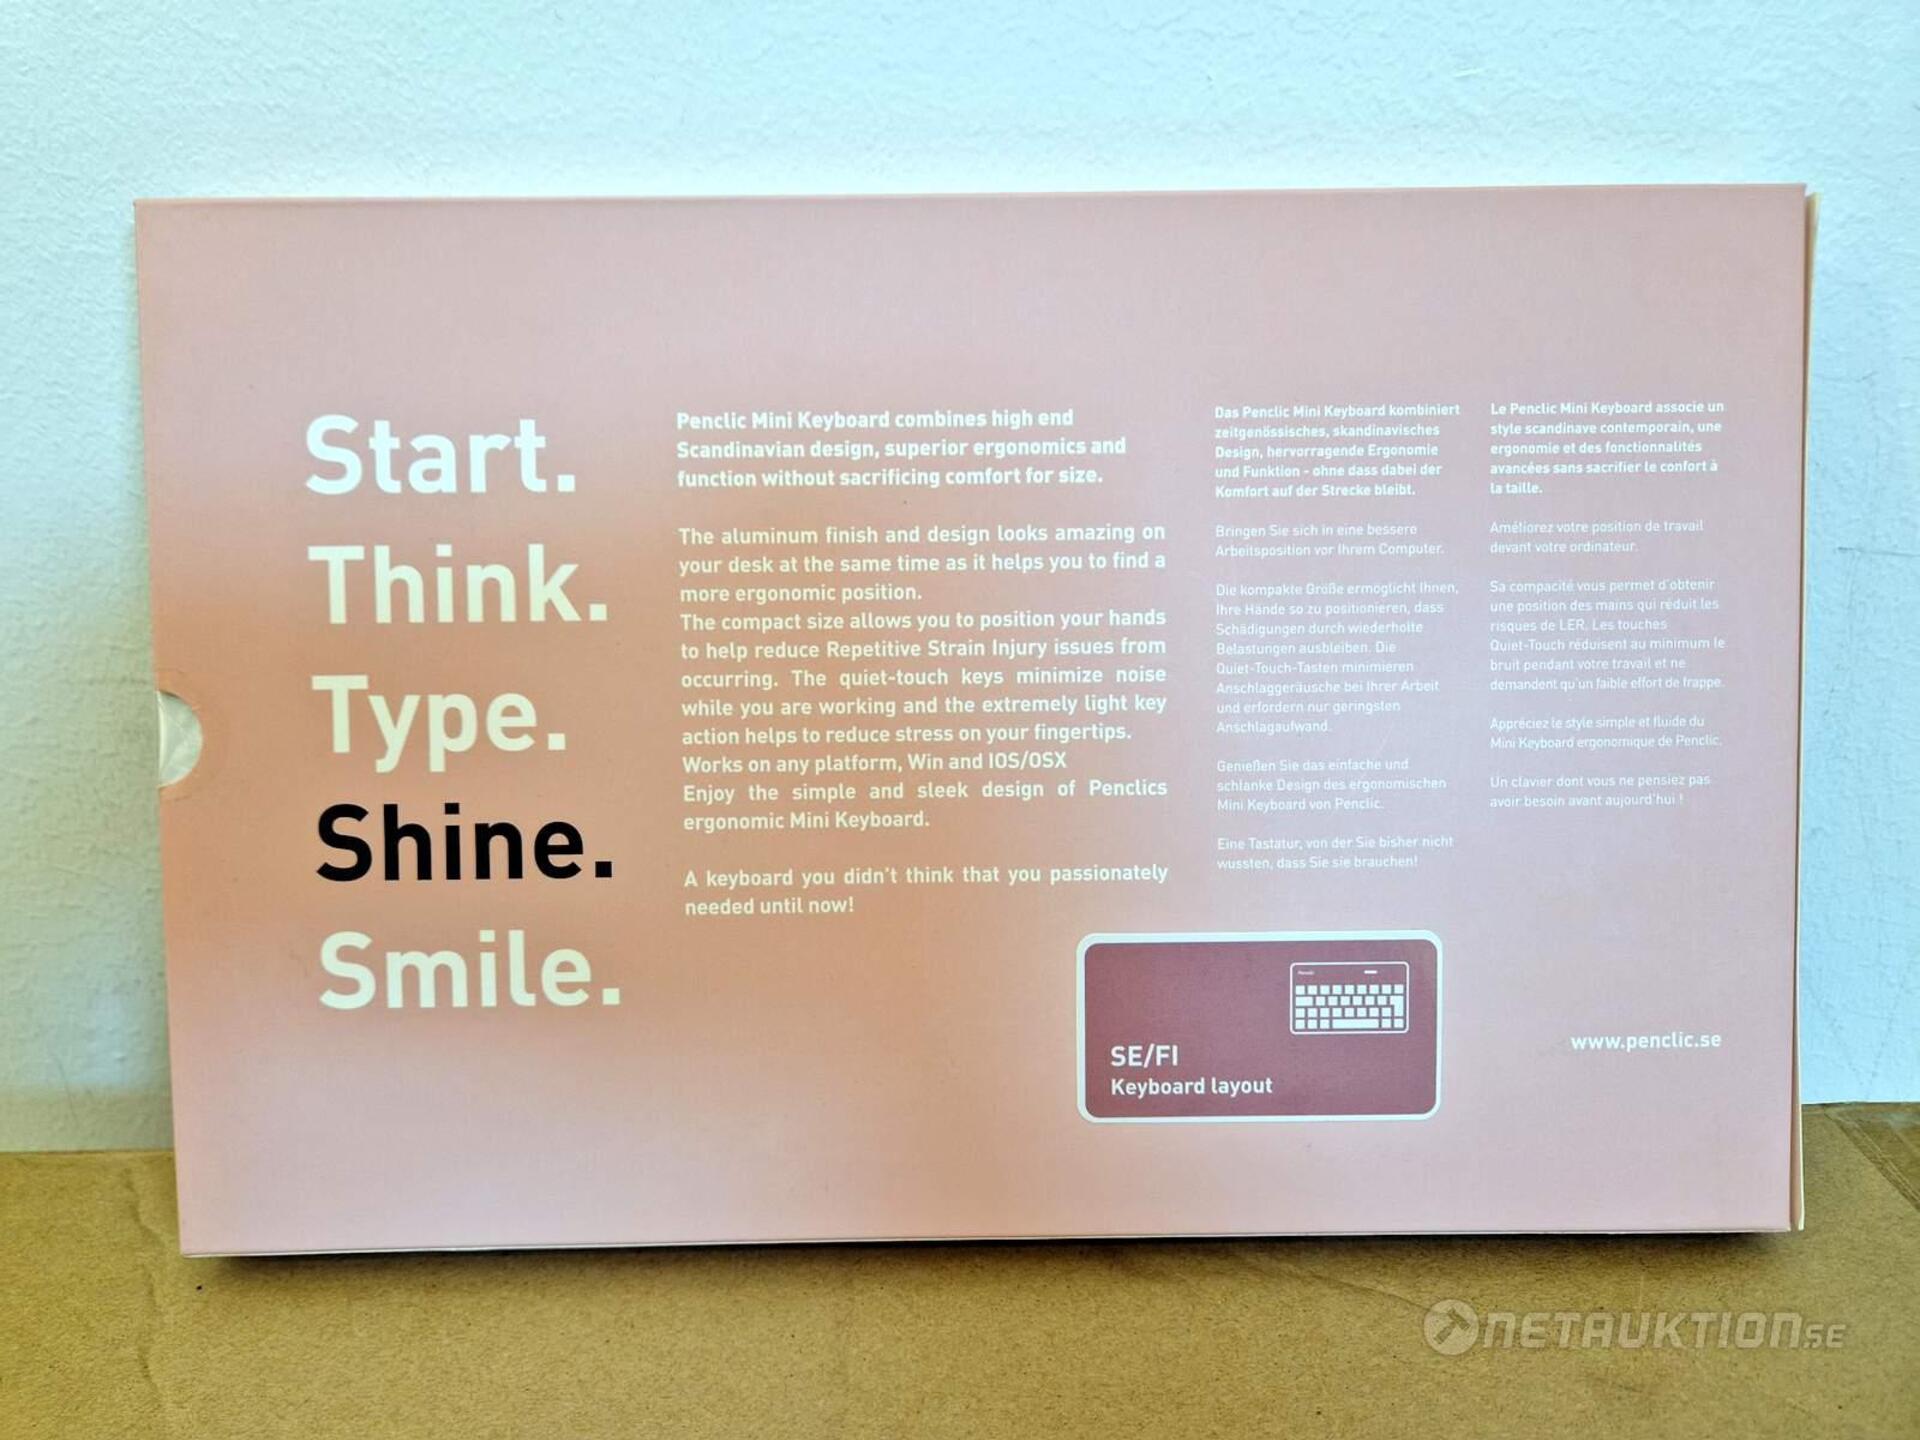 Start.
Think.
Type.
Shine.
Smile.
Penclic Mini Keyboard combines high end
Scandinavian design, superior ergonomics and
function without sacrificing comfort for size.
The aluminum finish and design looks amazing on
your desk at the same time as it helps you to find a
more ergonomic position.
The compact size allows you to position your hands
to help reduce Repetitive Strain Injury issues from
occurring. The quiet-touch keys minimize noise
while you are working and the extremely light key
action helps to reduce stress on your fingertips.
Works on any platform, Win and IOS/OSX
Enjoy the simple and sleek design of Penclics
ergonomic Mini Keyboard.
A keyboard you didn't think that you passionately
needed until now!
Das Penclic Mini Keyboard kombiniert
zeitgenössisches, skandinavisches
Design, hervorragende Ergonomie
und Funktion - ohne dass dabei der
Komfort auf der Strecke bleibt.
Bringen Sie sich in eine bessere
Arbeitsposition vor Ihrem Computer.
Die kompakte Größe ermöglicht Ihnen,
Ihre Hände so zu positionieren, dass
Schädigungen durch wiederholte
Belastungen ausbleiben. Die
Quiet-Touch-Tasten minimieren
Anschlaggeräusche bei Ihrer Arbeit
und erfordern nur geringsten
Anschlagaufwand.
Genießen Sie das einfache und
schlanke Design des ergonomischen
Mini Keyboard von Penclic.
Eine Tastatur, von der Sie bisher nicht
wussten, dass Sie sie brauchen!
Le Penclic Mini Keyboard associe un
style scandinave contemporain, une
ergonomie et des fonctionnalités
avancées sans sacrifier le confort à
la taille.
Améliorez votre position de travail
devant votre ordinateur.
Sa compacité vous permet d'obtenir
une position des mains qui réduit les
risques de LER. Les touches
Quiet-Touch réduisent au minimum le
bruit pendant votre travail et ne
demandent qu'un faible effort de frappe.
Appréciez le style simple et fluide du
Mini Keyboard ergonomique de Penclic.
Un clavier dont vous ne pensiez pas
avoir besoin avant aujourd'hui !
Penclic
SE/FI
Keyboard layout
www.penclic.se
NETAUKTION.SE